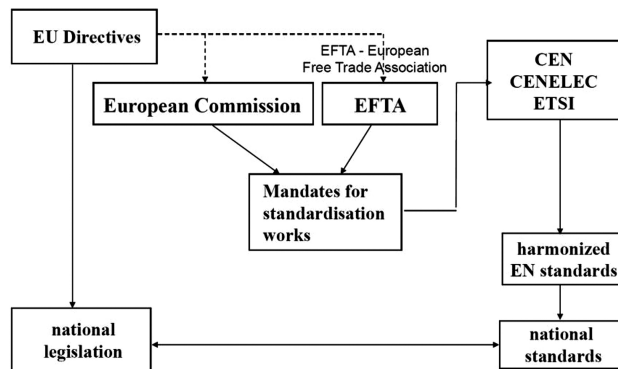 EU Directives
EFTA - European
Free Trade Association
CEN
CENELEC
ETSI
European Commission
EFTA
Mandates for
standardisation
works
harmonized
EN standards
national
legislation
national
standards